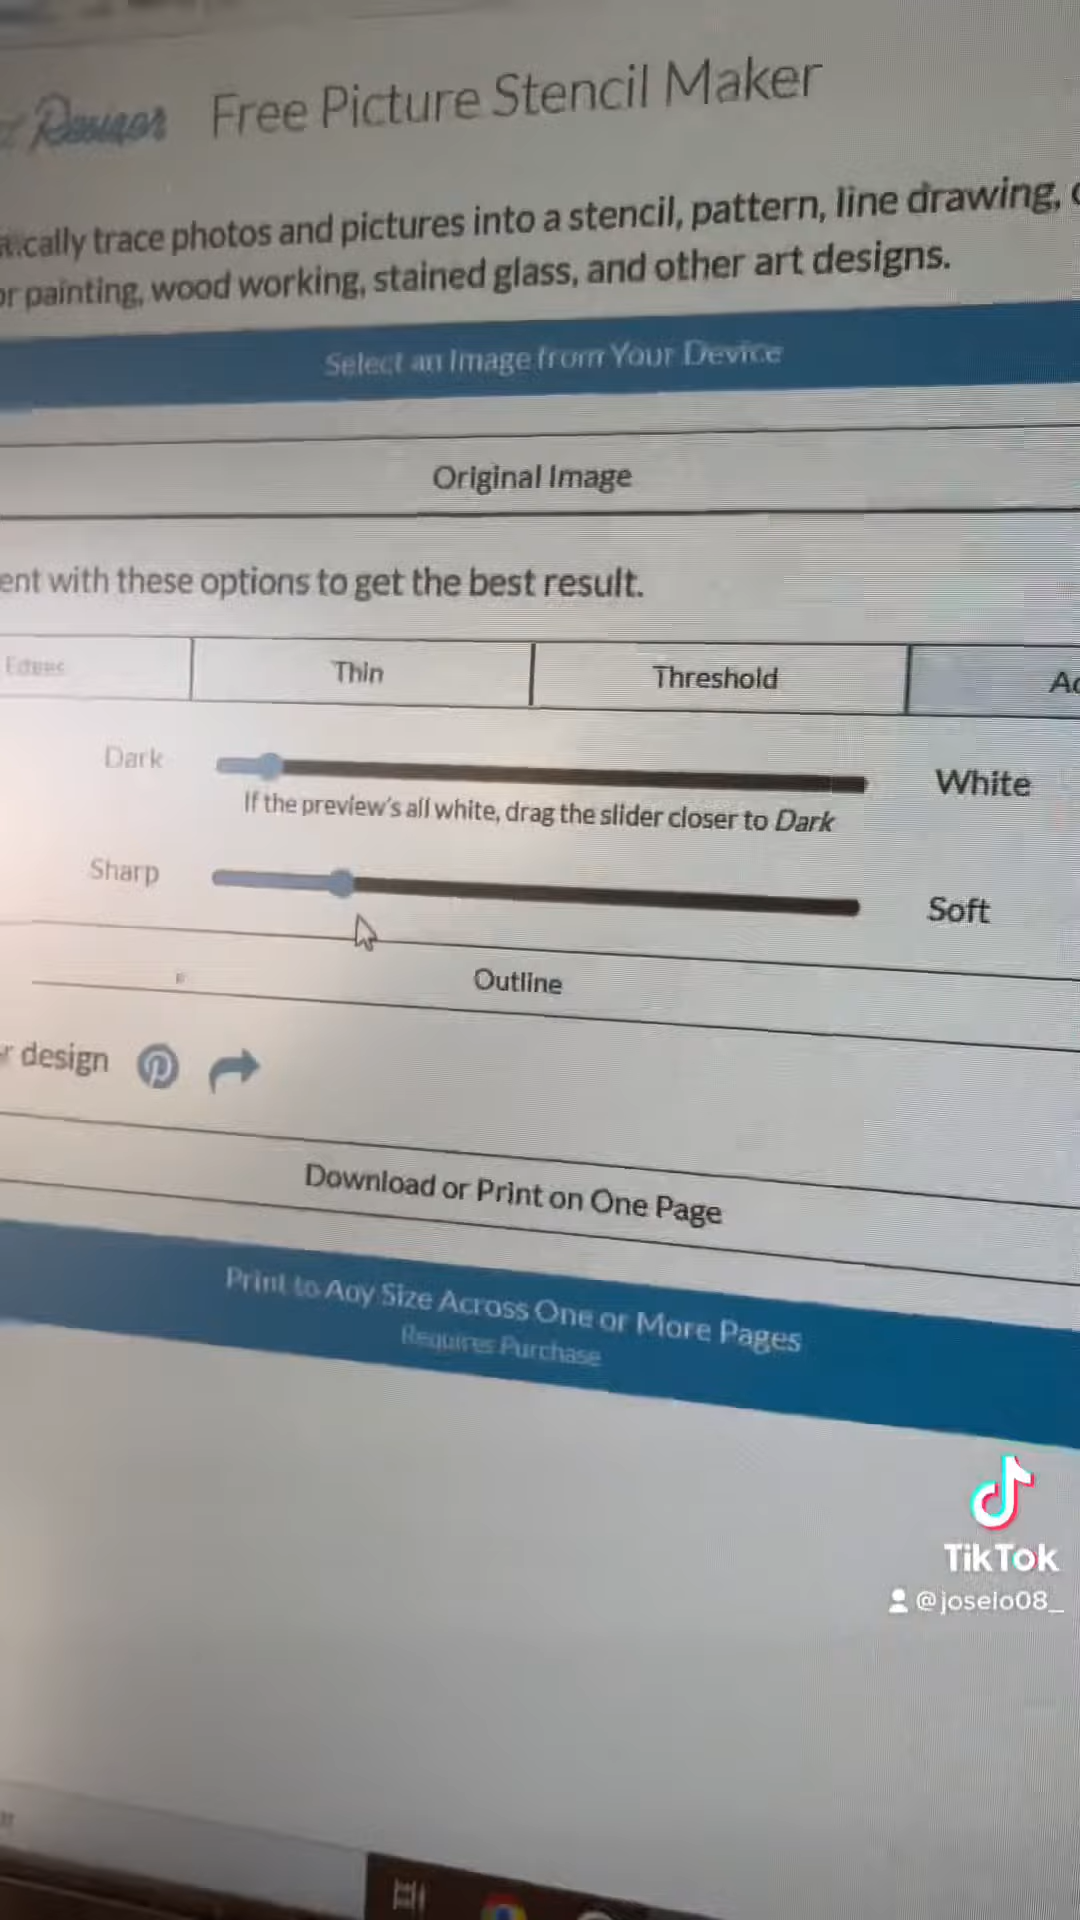 Free Picture Stencil Maker
cally trace photos and pictures into a stencil, pattern, line drawing,
or painting, wood working, stained glass, and other art designs.
Select an Image from Your Device
Original Image
ent with these options to get the best result.
Edges Thin Threshold Ad
Dark White
If the preview's all white, drag the slider closer to Dark
Sharp Soft
Outline
r design
Download or Print on One Page
Print to Any Size Across One or More Pages
Requires Purchase
TikTok
@joselo08_